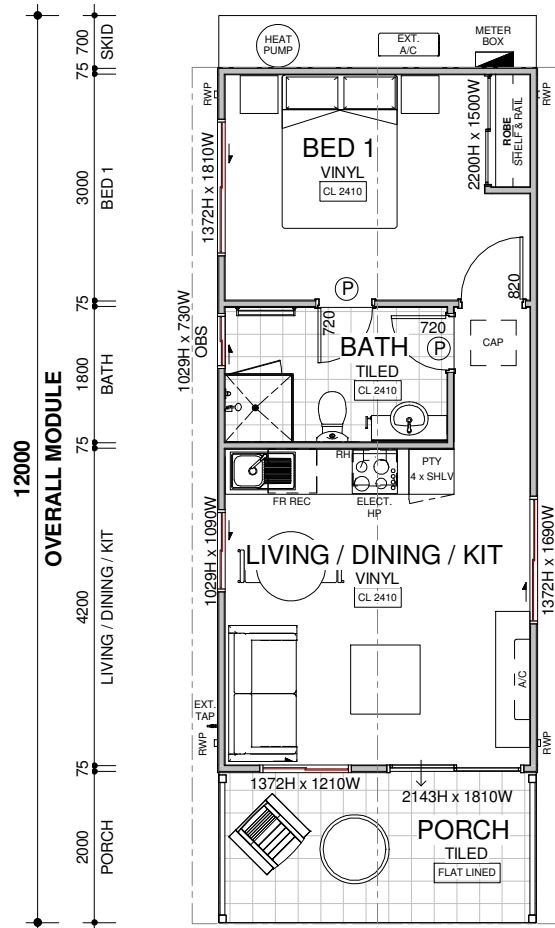 HEAT
PUMP
EXT.
A/C
METER
BOX
RWP
RWP
700
SKID
75
3000
BED 1
75
1800
BATH
75
4200
LIVING / DINING / KIT
75
2000
PORCH
12000
OVERALL MODULE
1372H x 1810W
BED 1
VINYL
CL 2410
2200H x 1500W
ROBE
SHELF & RAIL
820
P
720
720
P
1029H x 730W
OBS
BATH
TILED
CL 2410
CAP
RH
PTY
4 x SHLV
FR REC
ELECT.
HP
1029H x 1090W
LIVING / DINING / KIT
VINYL
CL 2410
1372H x 1690W
A/C
EXT.
TAP
RWP
RWP
1372H x 1210W
2143H x 1810W
PORCH
TILED
FLAT LINED